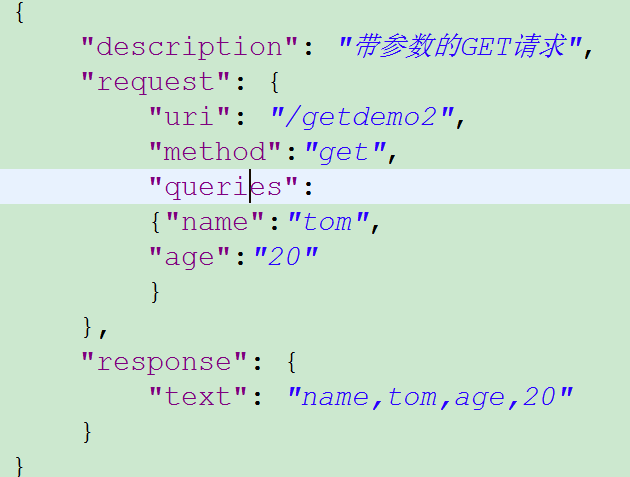 {
"description": "带参数的GET请求",
"request": {
"uri": "/getdemo2",
"method":"get",
"queries":
{"name":"tom",
"age":"20"
}
},
"response": {
"text": "name,tom,age,20"
}
}